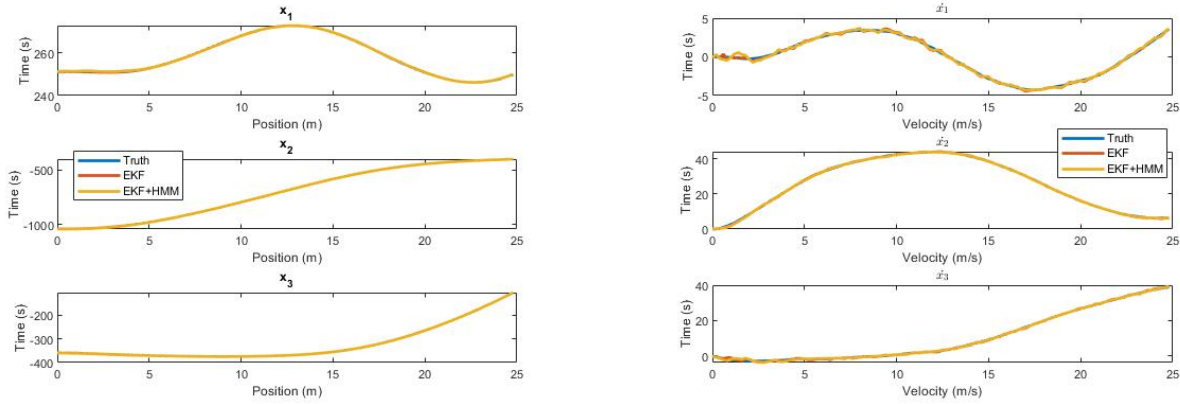 x1
260
240
Time (s)
0 5 10 15 20 25
Position (m)
x2
-500
-1000
Time (s)
Truth
EKF
EKF+HMM
0 5 10 15 20 25
Position (m)
x3
-200
-300
-400
Time (s)
0 5 10 15 20 25
Position (m)
ẋ1
5
0
-5
Time (s)
0 5 10 15 20 25
Velocity (m/s)
ẋ2
40
20
0
Time (s)
Truth
EKF
EKF+HMM
0 5 10 15 20 25
Velocity (m/s)
ẋ3
40
20
0
Time (s)
0 5 10 15 20 25
Velocity (m/s)